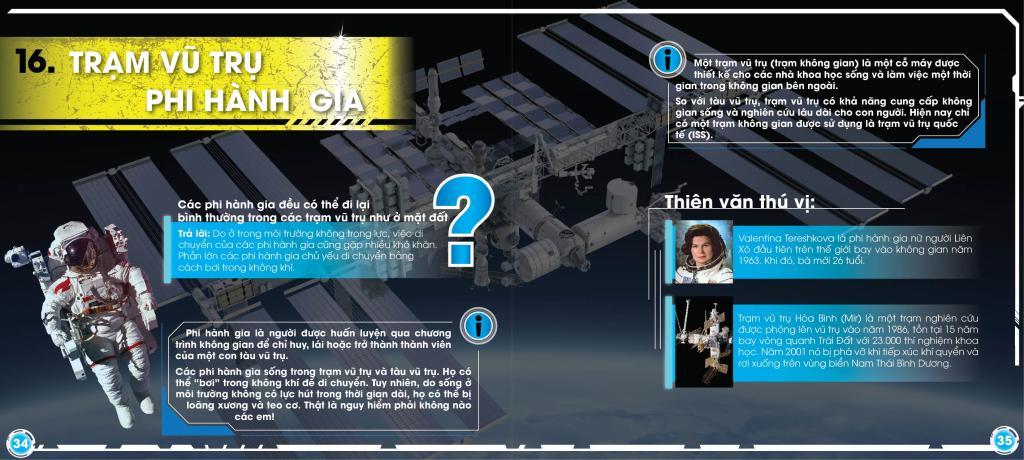 16. TRẠM VŨ TRỤ
PHI HÀNH GIA
Các phi hành gia đều có thể đi lại
bình thường trong các trạm vũ trụ như ở mặt đất
?
Trả lời: Do ở trong môi trường không trọng lực, việc di
chuyển của các phi hành gia cũng gặp nhiều khó khăn.
Phần lớn các phi hành gia chủ yếu di chuyển bằng
cách bơi trong không khí.
i
Phi hành gia là người được huấn luyện qua chương
trình không gian để chỉ huy, lái hoặc trở thành thành viên
của một con tàu vũ trụ.
Các phi hành gia sống trong trạm vũ trụ và tàu vũ trụ. Họ có
thể “bơi” trong không khí để di chuyển. Tuy nhiên, do sống ở
môi trường không có lực hút trong thời gian dài, họ có thể bị
loãng xương và teo cơ. Thật là nguy hiểm phải không nào
các em!
34
i
Một trạm vũ trụ (trạm không gian) là một cỗ máy được
thiết kế cho các nhà khoa học sống và làm việc một thời
gian trong không gian bên ngoài.
So với tàu vũ trụ, trạm vũ trụ có khả năng cung cấp không
gian sống và nghiên cứu lâu dài cho con người. Hiện nay chỉ
có một trạm không gian được sử dụng là trạm vũ trụ quốc
tế (ISS).
Thiên văn thú vị:
Valentina Tereshkova là phi hành gia nữ người Liên
Xô đầu tiên trên thế giới bay vào không gian năm
1963. Khi đó, bà mới 26 tuổi.
Trạm vũ trụ Hòa Bình (Mir) là một trạm nghiên cứu
được phóng lên vũ trụ vào năm 1986, tồn tại 15 năm
bay vòng quanh Trái Đất với 23.000 thí nghiệm khoa
học. Năm 2001 nó bị phá vỡ khi tiếp xúc khí quyển và
rơi xuống trên vùng biển Nam Thái Bình Dương.
35